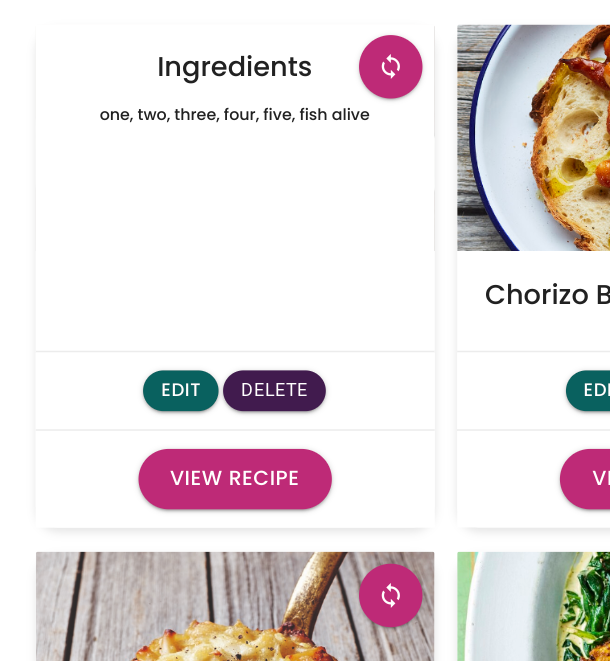 Ingredients
one, two, three, four, five, fish alive
EDIT DELETE
VIEW RECIPE
Chorizo B
EDI
VI